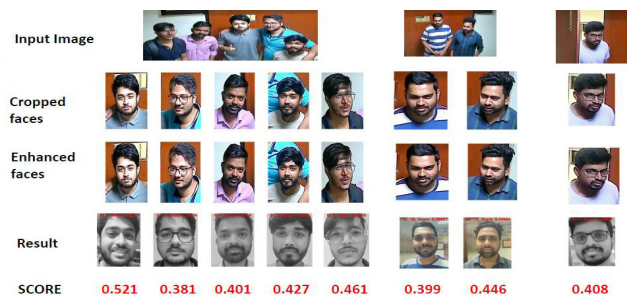 Input Image
Cropped
faces
Enhanced
faces
Result
SCORE 0.521 0.381 0.401 0.427 0.461 0.399 0.446 0.408